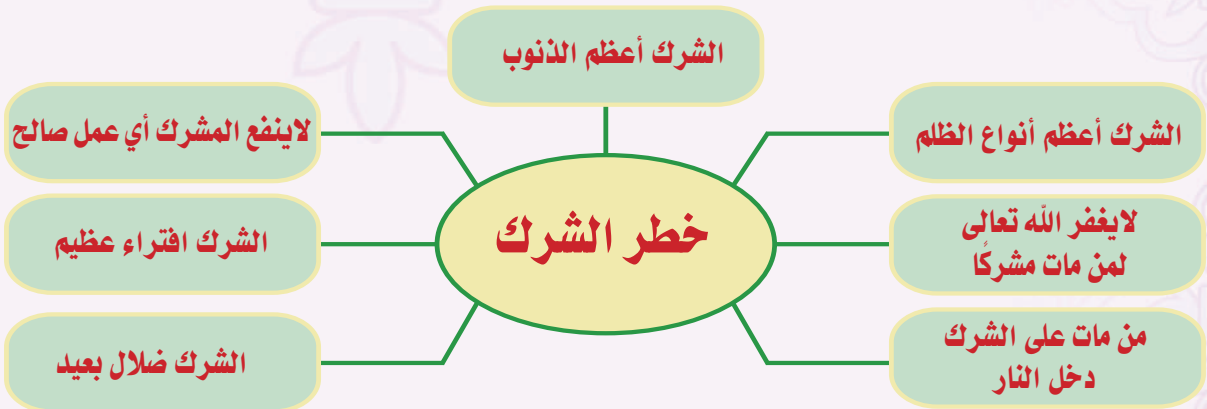 الشرك أعظم الذنوب
الشرك أعظم أنواع الظلم
لاينفع المشرك أي عمل صالح
خطر الشرك
لايغفر الله تعالى
لمن مات مشركًا
الشرك افتراء عظيم
من مات على الشرك
دخل النار
الشرك ضلال بعيد